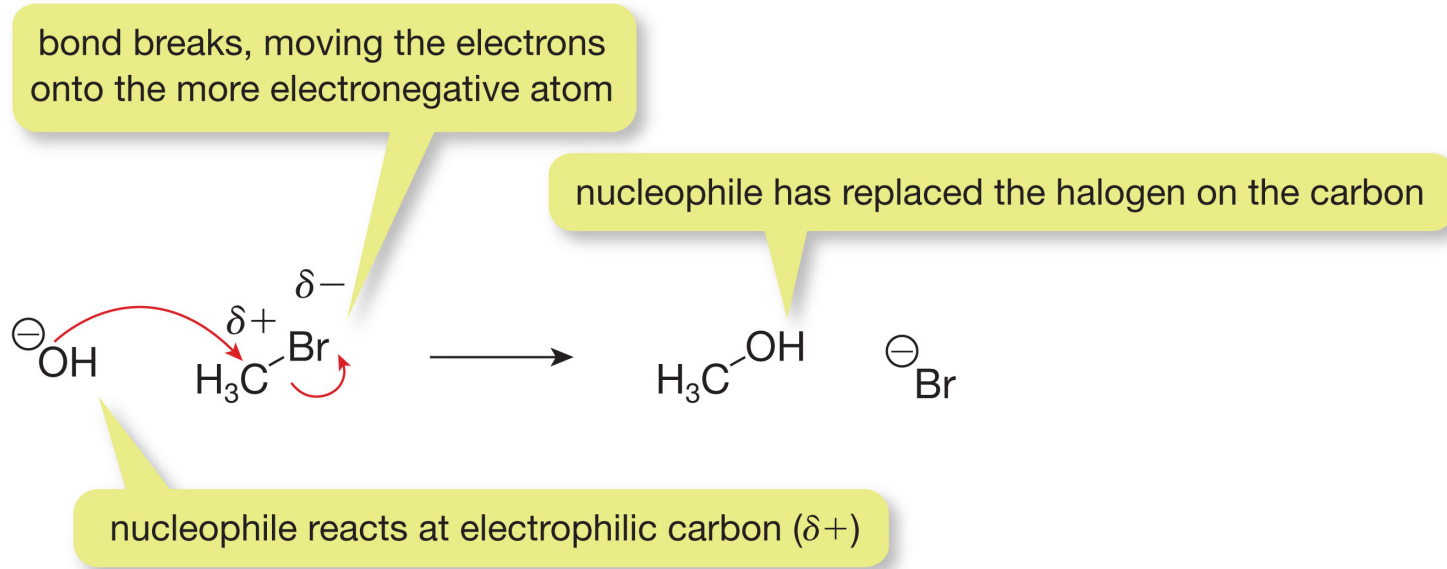 bond breaks, moving the electrons
onto the more electronegative atom
nucleophile has replaced the halogen on the carbon
δ−
δ+
⊖OH
H₃C Br
H₃C OH
⊖Br
nucleophile reacts at electrophilic carbon (δ+)